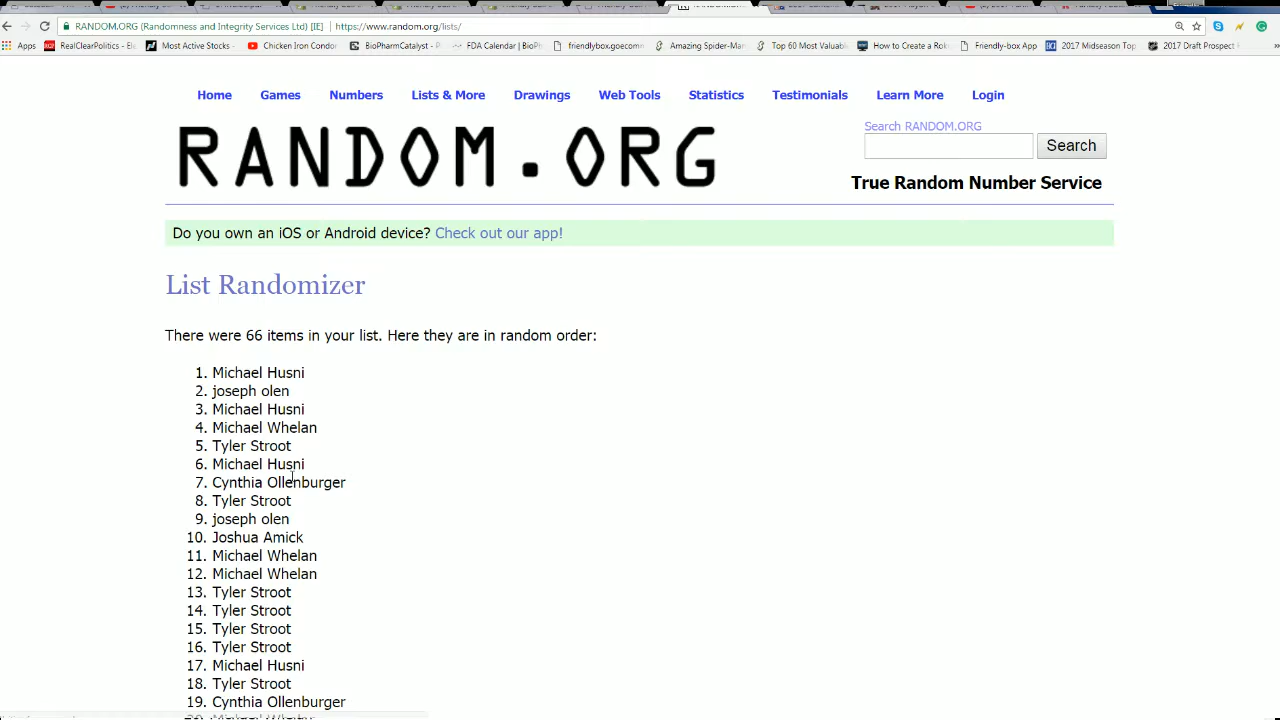 RANDOM.ORG (Randomness and Integrity Services Ltd) [IE] https://www.random.org/lists/
Apps RealClearPolitics - Ele Most Active Stocks - Chicken Iron Condor BioPharmCatalyst - FDA Calendar | BioPh friendlybox.goecomm Amazing Spider-Man Top 60 Most Valuabl How to Create a Rol Friendly-box App 2017 Midseason Top 2017 Draft Prospect
Home Games Numbers Lists & More Drawings Web Tools Statistics Testimonials Learn More Login
RANDOM.ORG
Search RANDOM.ORG
Search
True Random Number Service
Do you own an iOS or Android device? Check out our app!
List Randomizer
There were 66 items in your list. Here they are in random order:
1. Michael Husni
2. joseph olen
3. Michael Husni
4. Michael Whelan
5. Tyler Stroot
6. Michael Husni
7. Cynthia Ollenburger
8. Tyler Stroot
9. joseph olen
10. Joshua Amick
11. Michael Whelan
12. Michael Whelan
13. Tyler Stroot
14. Tyler Stroot
15. Tyler Stroot
16. Tyler Stroot
17. Michael Husni
18. Tyler Stroot
19. Cynthia Ollenburger